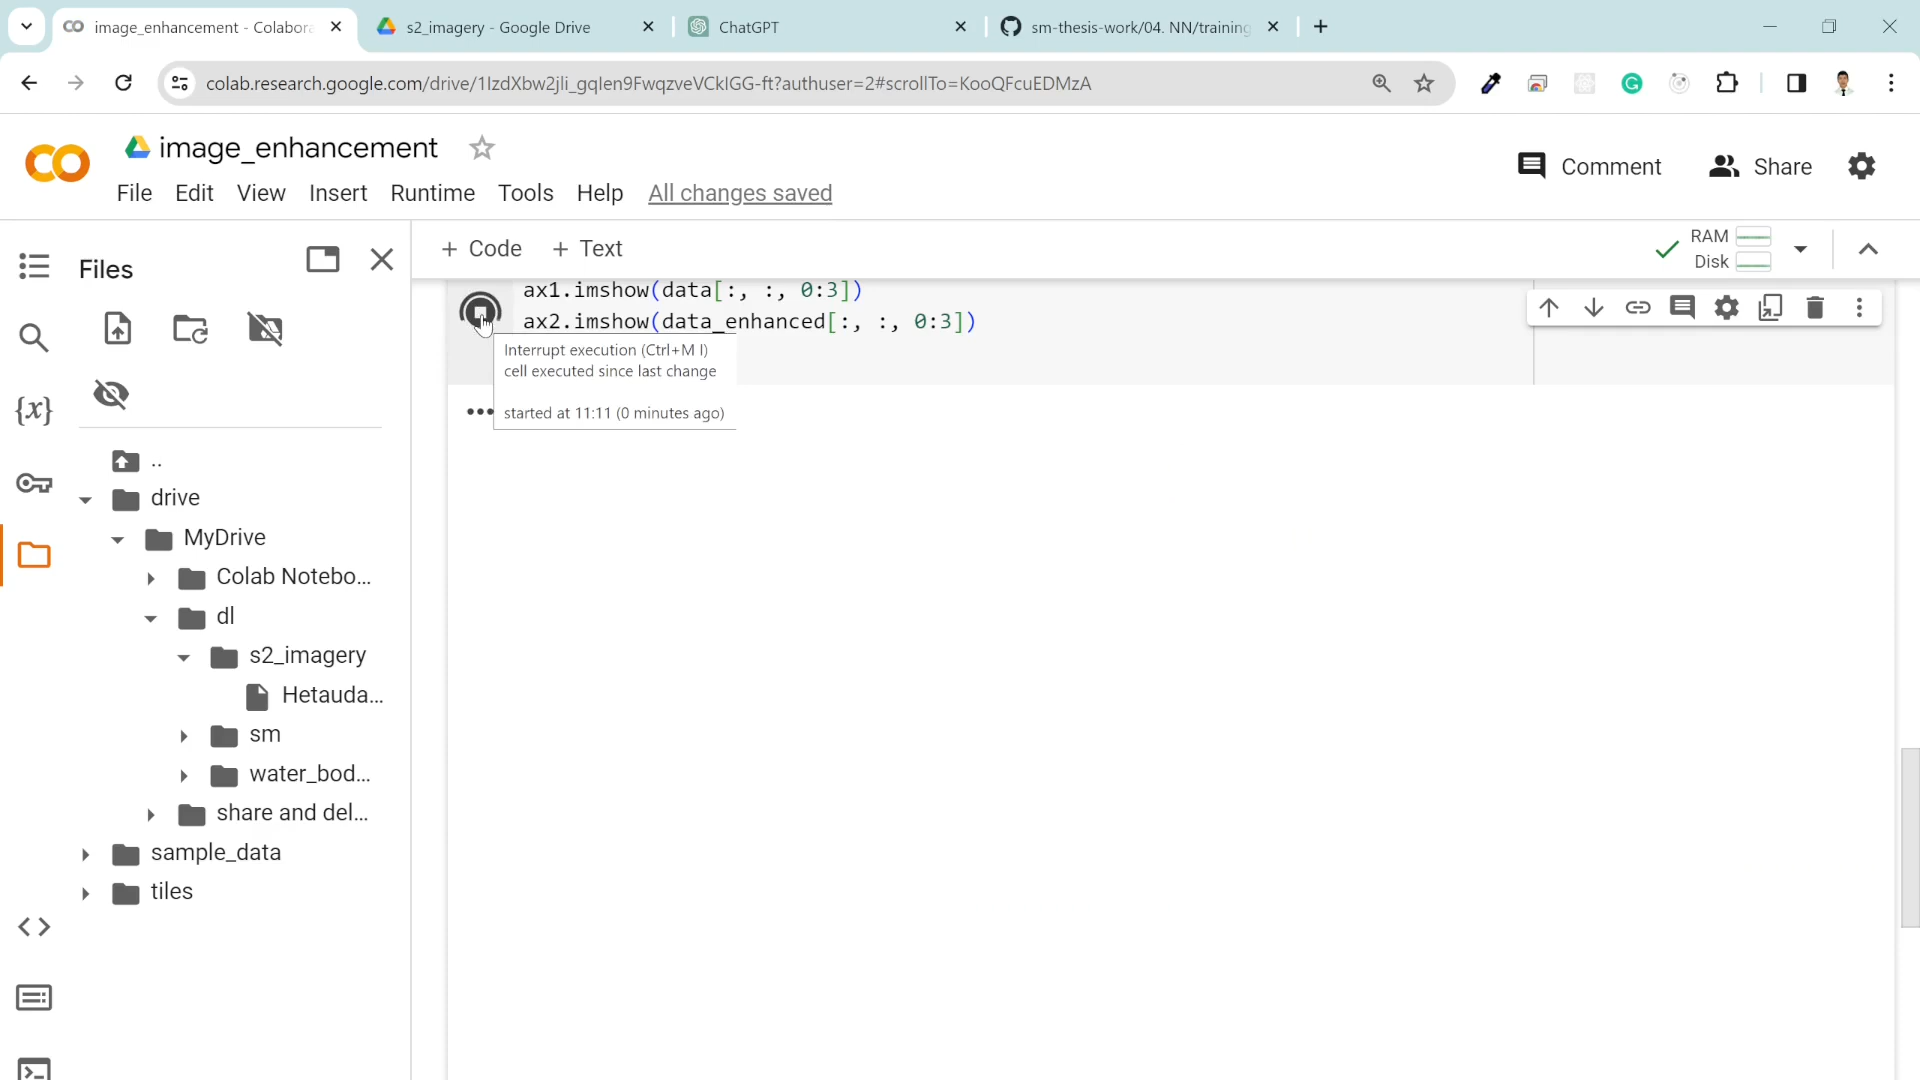 image_enhancement - Colabora
s2_imagery - Google Drive
ChatGPT
sm-thesis-work/04. NN/training
colab.research.google.com/drive/1IzdXbw2jli_gqIen9FwqzveVCkIGG-ft?authuser=2#scrollTo=KooQFcuEDMzA
image_enhancement
Comment
Share
File Edit View Insert Runtime Tools Help All changes saved
Files
+ Code + Text
RAM
Disk
ax1.imshow(data[:, :, 0:3])
ax2.imshow(data_enhanced[:, :, 0:3])
Interrupt execution (Ctrl+M I)
cell executed since last change
started at 11:11 (0 minutes ago)
{x}
..
drive
MyDrive
Colab Notebo...
dl
s2_imagery
Hetauda...
sm
water_bod...
share and del...
sample_data
tiles